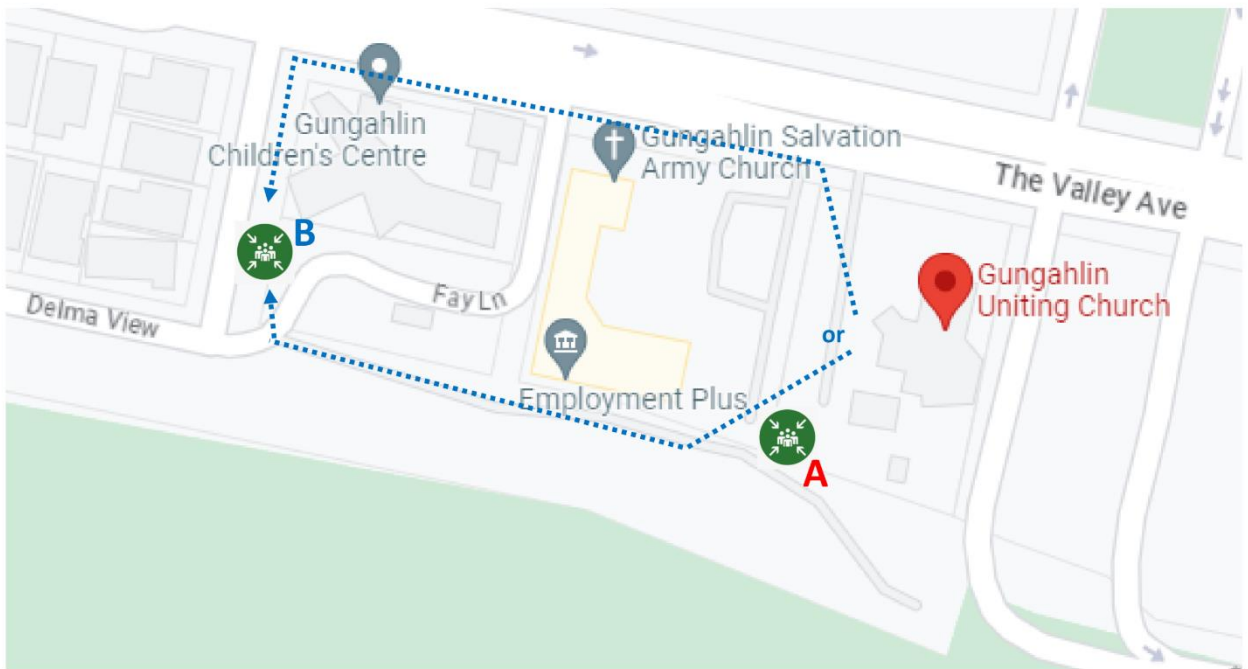 Gungahlin
Children's Centre
Gungahlin Salvation
Army Church
The Valley Ave
B
Gungahlin
Uniting Church
Fay Ln
Delma View
or
Employment Plus
A